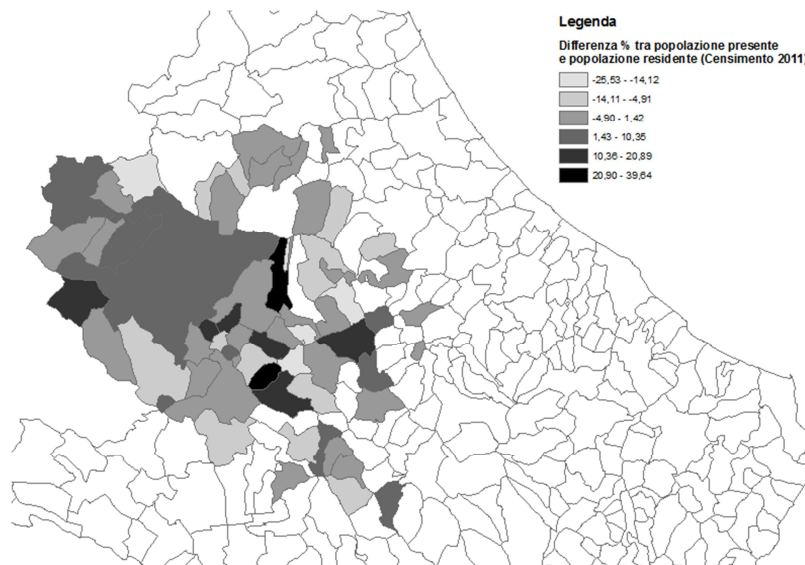 Legenda
Differenza % tra popolazione presente
e popolazione residente (Censimento 2011)
-25,53 - -14,12
-14,11 - -4,91
-4,90 - 1,42
1,43 - 10,35
10,36 - 20,89
20,90 - 39,64